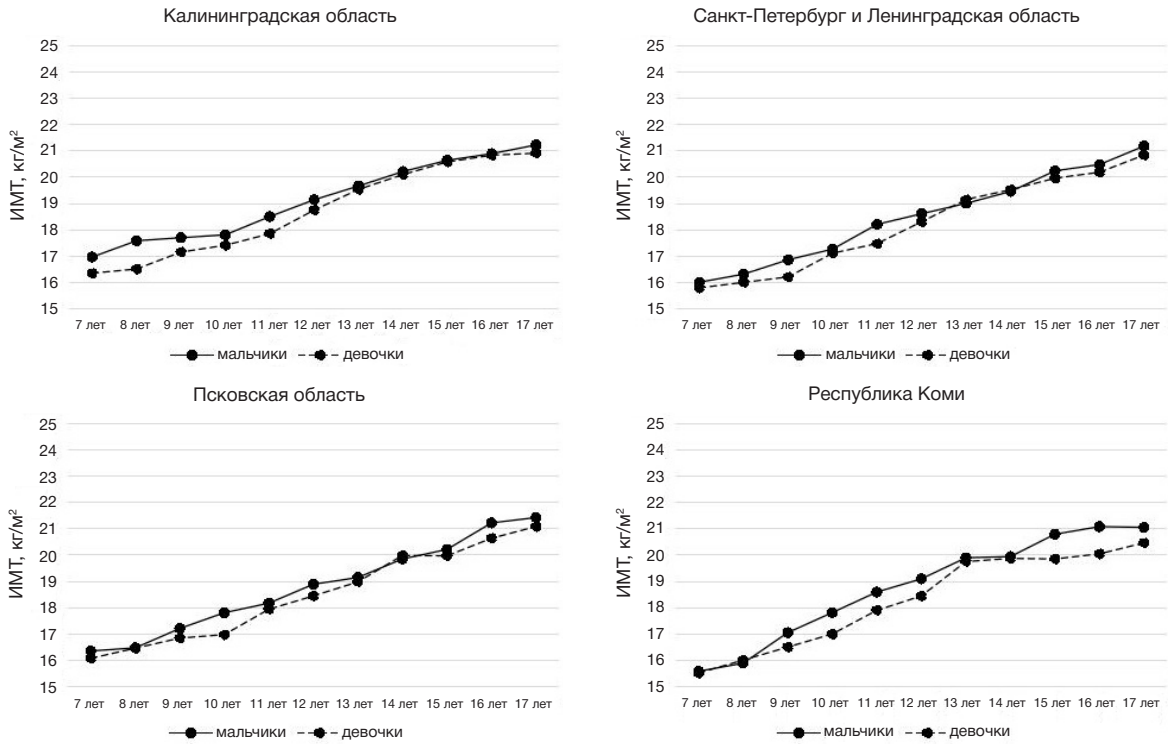 Калининградская область
25
24
23
22
21
20
19
18
17
16
15
ИМТ, кг/м²
7 лет 8 лет 9 лет 10 лет 11 лет 12 лет 13 лет 14 лет 15 лет 16 лет 17 лет
мальчики девочки
Санкт-Петербург и Ленинградская область
25
24
23
22
21
20
19
18
17
16
15
ИМТ, кг/м²
7 лет 8 лет 9 лет 10 лет 11 лет 12 лет 13 лет 14 лет 15 лет 16 лет 17 лет
мальчики девочки
Псковская область
25
24
23
22
21
20
19
18
17
16
15
ИМТ, кг/м²
7 лет 8 лет 9 лет 10 лет 11 лет 12 лет 13 лет 14 лет 15 лет 16 лет 17 лет
мальчики девочки
Республика Коми
25
24
23
22
21
20
19
18
17
16
15
ИМТ, кг/м²
7 лет 8 лет 9 лет 10 лет 11 лет 12 лет 13 лет 14 лет 15 лет 16 лет 17 лет
мальчики девочки